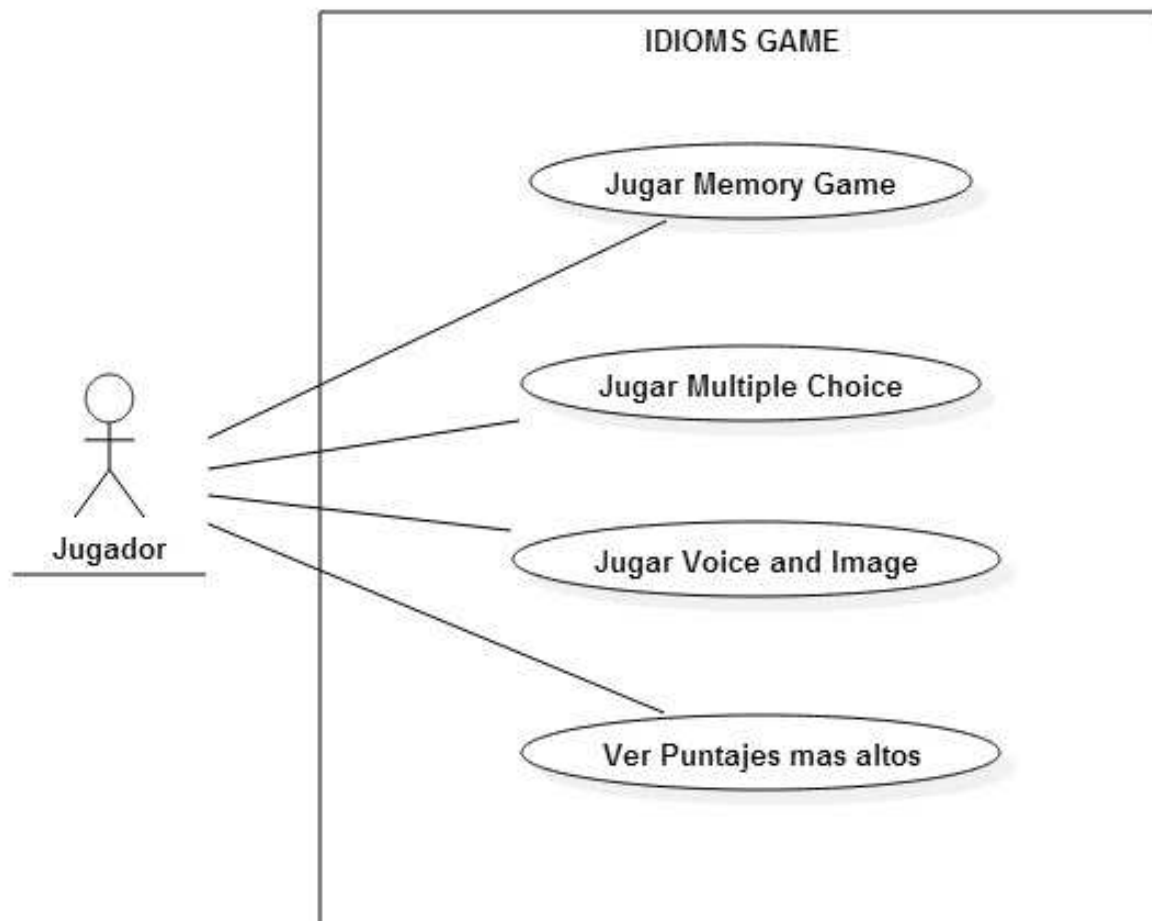 IDIOMS GAME
Jugar Memory Game
Jugar Multiple Choice
Jugador
Jugar Voice and Image
Ver Puntajes mas altos